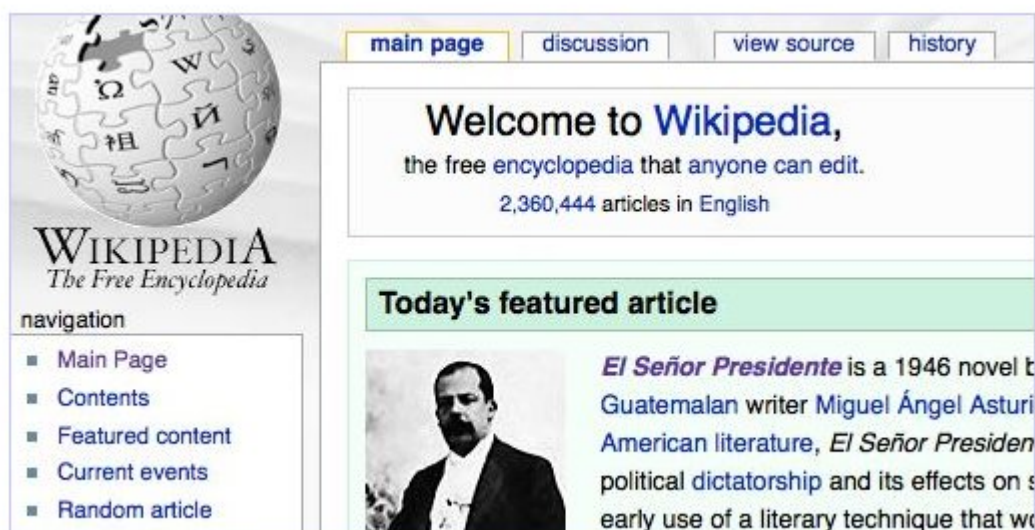 main page
discussion
view source
history
Ω
W
祖
И
WIKIPEDIA
The Free Encyclopedia
navigation
Main Page
Contents
Featured content
Current events
Random article
Welcome to Wikipedia,
the free encyclopedia that anyone can edit.
2,360,444 articles in English
Today's featured article
El Señor Presidente is a 1946 novel
Guatemalan writer Miguel Ángel Asturi
American literature, El Señor Presiden
political dictatorship and its effects on
early use of a literary technique that